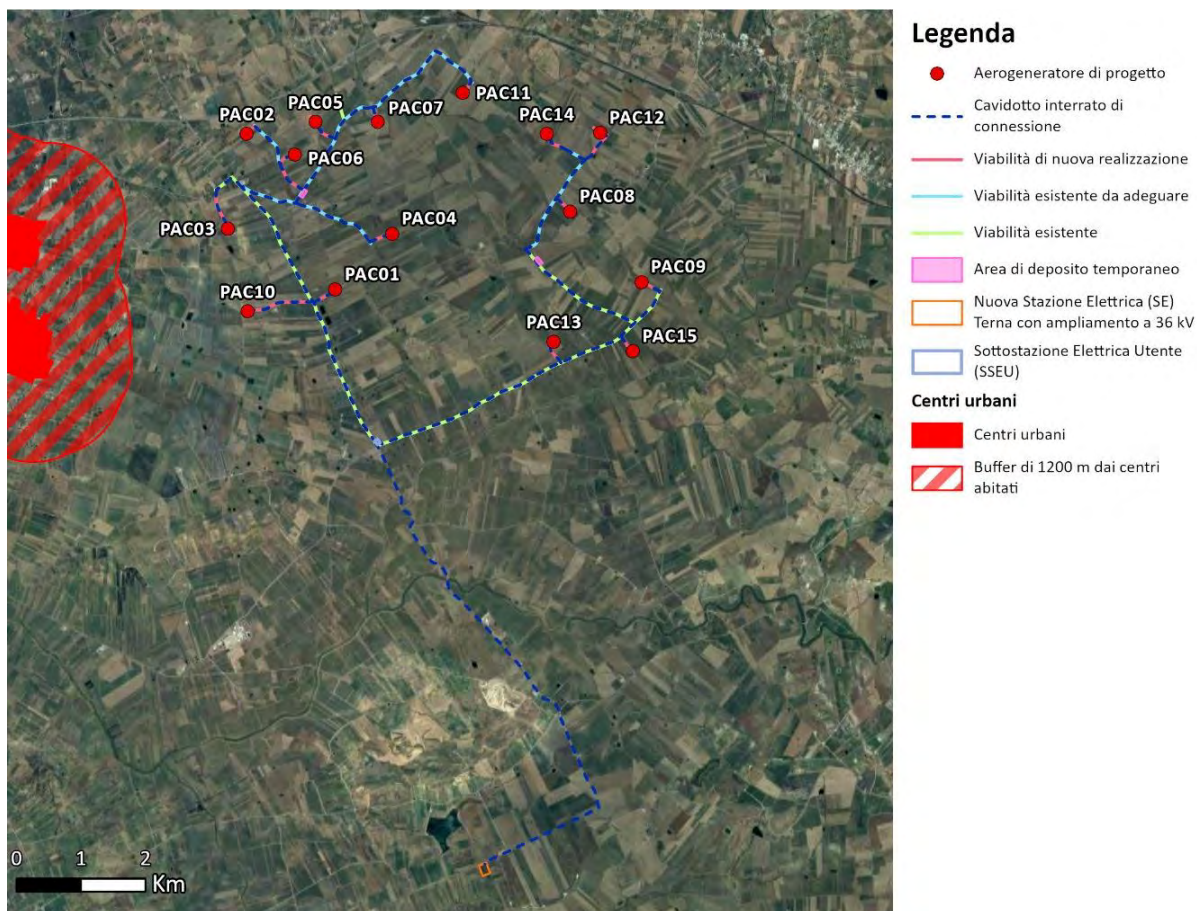 PAC02
PAC05
PAC07
PAC11
PAC14
PAC12
PAC06
PAC08
PAC03
PAC04
PAC01
PAC09
PAC10
PAC13
PAC15
0 1 2
Km
Legenda
Aerogeneratore di progetto
Cavidotto interrato di
connessione
Viabilità di nuova realizzazione
Viabilità esistente da adeguare
Viabilità esistente
Area di deposito temporaneo
Nuova Stazione Elettrica (SE)
Terna con ampliamento a 36 kV
Sottostazione Elettrica Utente
(SSEU)
Centri urbani
Centri urbani
Buffer di 1200 m dai centri
abitati